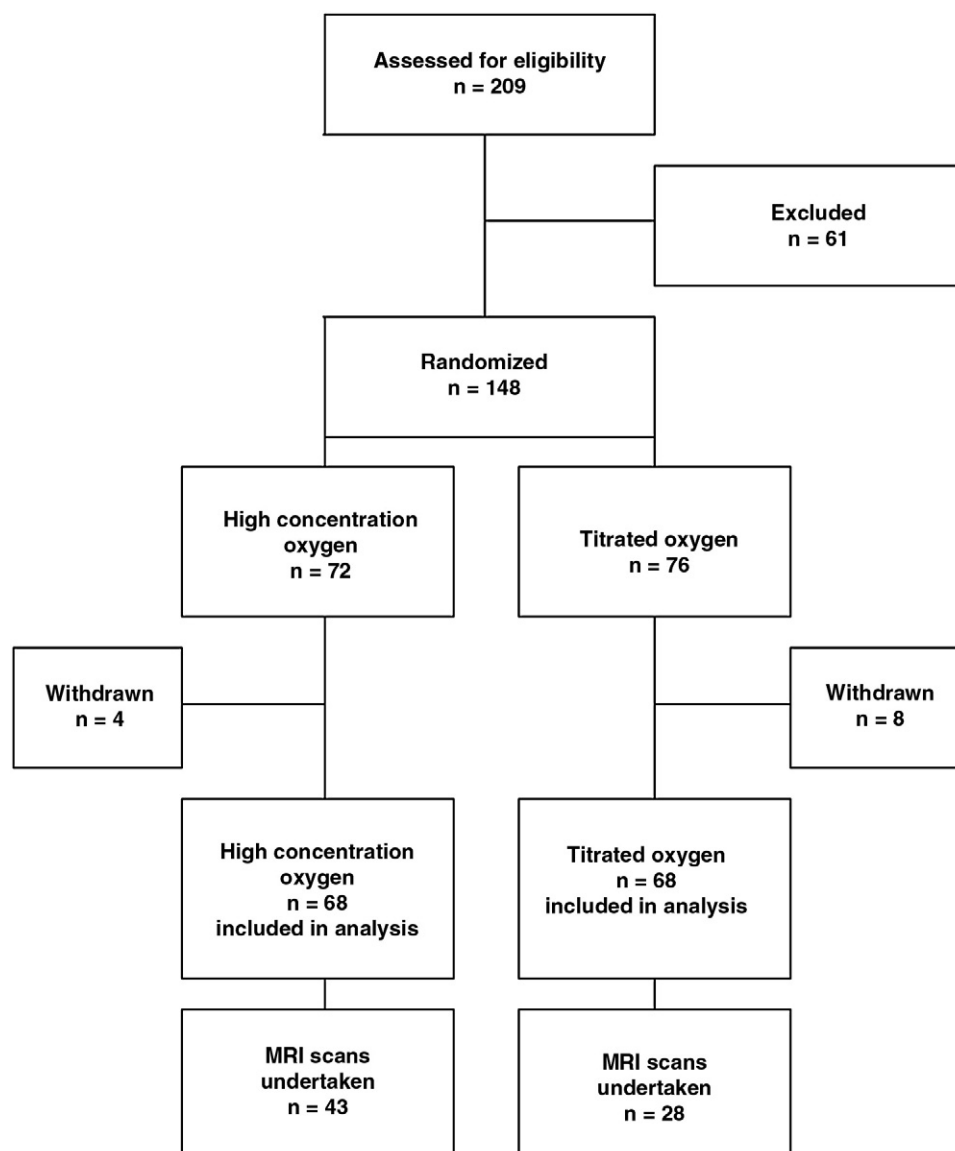 Assessed for eligibility
n = 209
Excluded
n = 61
Randomized
n = 148
High concentration
oxygen
n = 72
Titrated oxygen
n = 76
Withdrawn
n = 4
Withdrawn
n = 8
High concentration
oxygen
n = 68
included in analysis
Titrated oxygen
n = 68
included in analysis
MRI scans
undertaken
n = 43
MRI scans
undertaken
n = 28